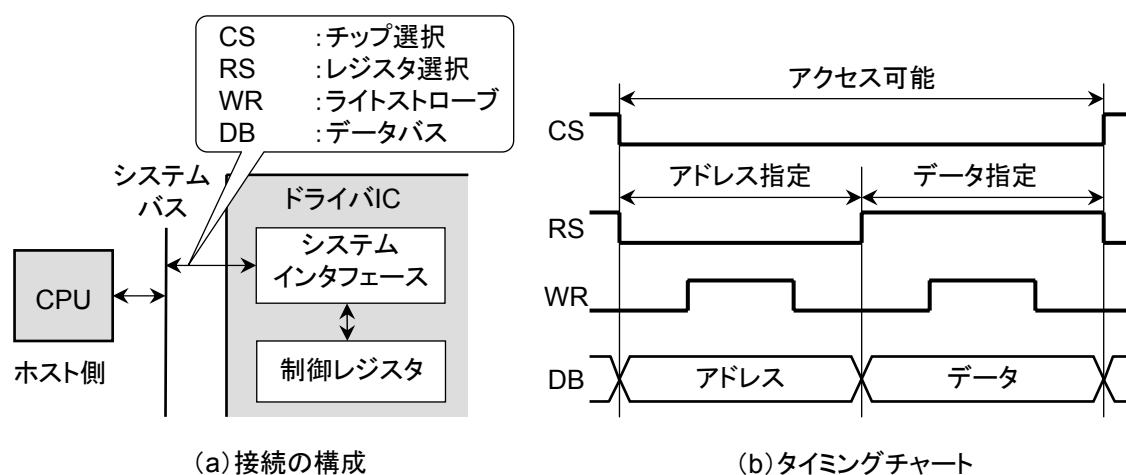 CS :チップ選択
RS :レジスタ選択
WR :ライトストローブ
DB :データバス
システム
バス
ドライバIC
システム
インタフェース
CPU
制御レジスタ
ホスト側
(a)接続の構成
アクセス可能
CS
アドレス指定 データ指定
RS
WR
DB アドレス データ
(b)タイミングチャート